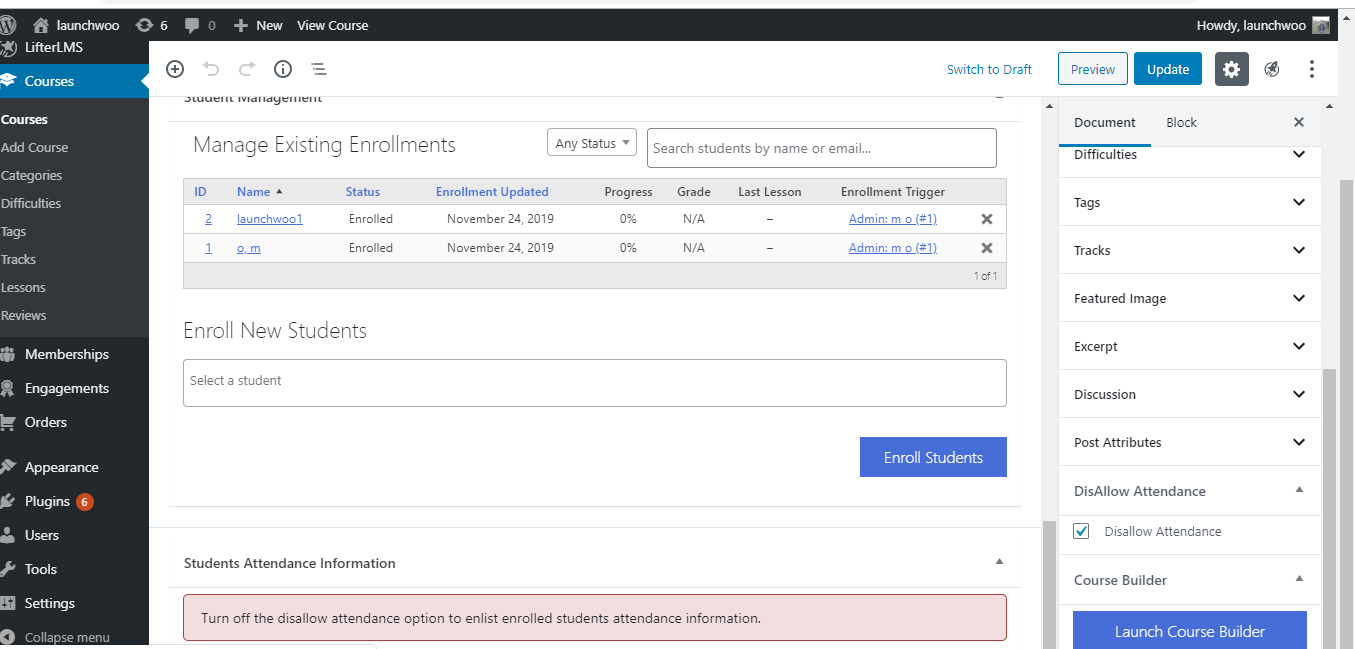 launchwoo 6 0 New View Course Howdy, launchwoo
LifterLMS
Courses
Courses
Add Course
Categories
Difficulties
Tags
Tracks
Lessons
Reviews
Memberships
Engagements
Orders
Appearance
Plugins 6
Users
Tools
Settings
Collapse menu
Switch to Draft Preview Update
Student Management
Manage Existing Enrollments Any Status Search students by name or email...
ID Name Status Enrollment Updated Progress Grade Last Lesson Enrollment Trigger
2 launchwoo1 Enrolled November 24, 2019 0% N/A – Admin: m o (#1)
1 o, m Enrolled November 24, 2019 0% N/A – Admin: m o (#1)
1 of 1
Enroll New Students
Select a student
Enroll Students
Students Attendance Information
Turn off the disallow attendance option to enlist enrolled students attendance information.
Document Block
Difficulties
Tags
Tracks
Featured Image
Excerpt
Discussion
Post Attributes
DisAllow Attendance
Disallow Attendance
Course Builder
Launch Course Builder